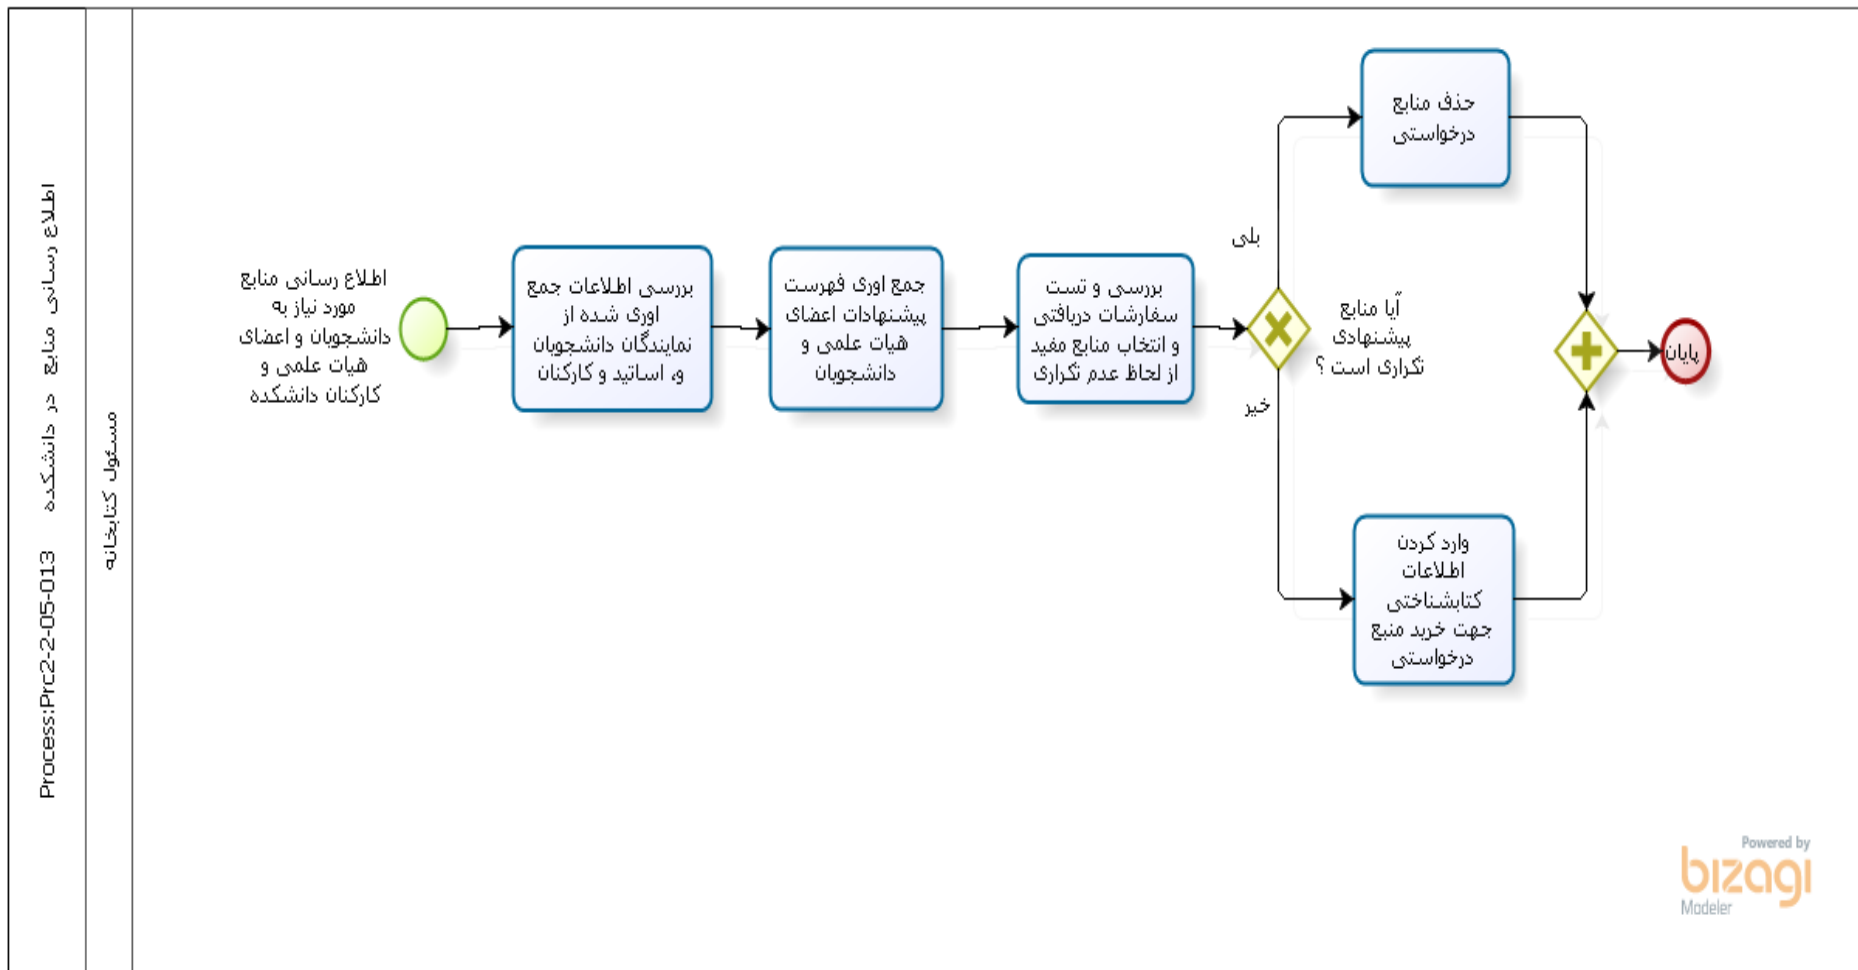 Process:Prc2-2-05-013 اطلاع رسانی منابع در دانشکده
مسئول کتابخانه
اطلاع رسانی منابع
مورد نیاز به
دانشجویان و اعضای
هیات علمی و
کارکنان دانشکده
بررسی اطلاعات جمع
اوری شده از
نمایندگان دانشجویان
و، اساتید و کارکنان
جمع اوری فهرست
پیشنهادات اعضای
هیات علمی و
دانشجویان
بررسی و تست
سفارشات دریافتی
و انتخاب منابع مفید
از لحاظ عدم تکراری
بلی
خیر
آیا منابع
پیشنهادی
تکراری است ؟
حذف منابع
درخواستی
وارد کردن
اطلاعات
کتابشناختی
جهت خرید منبع
درخواستی
پایان
Powered by
bizagi
Modeler